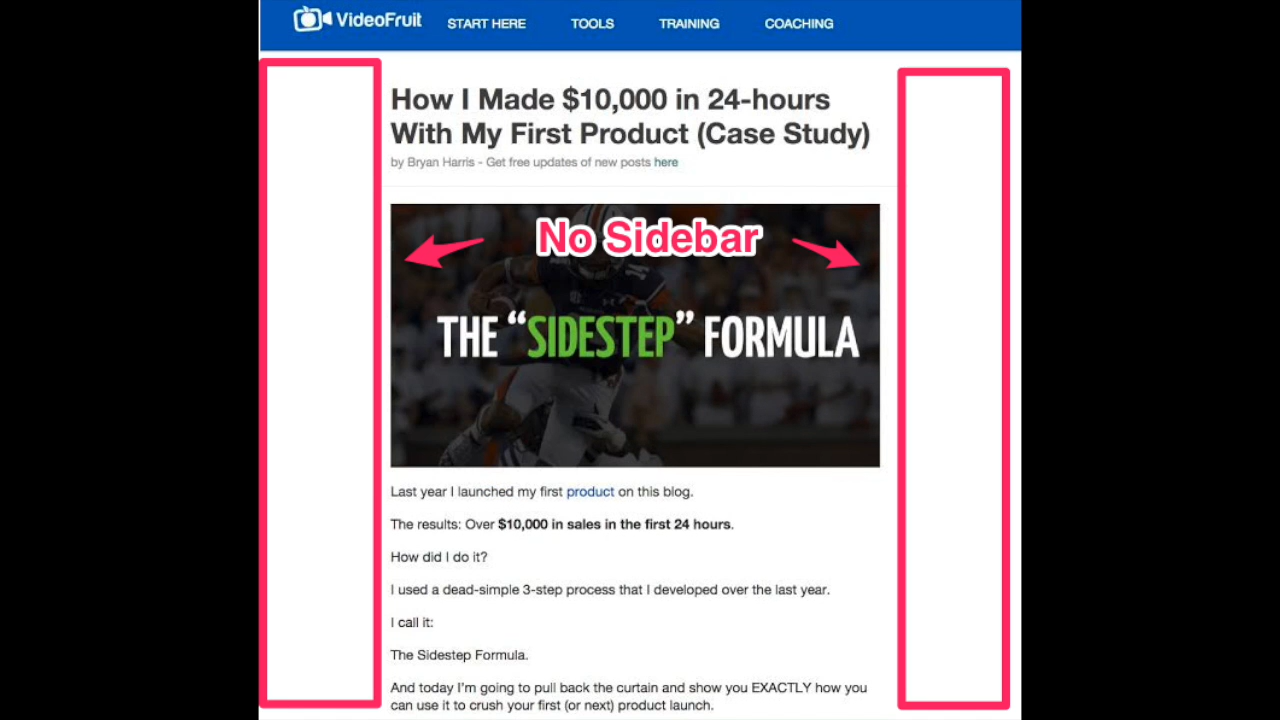 VideoFruit START HERE TOOLS TRAINING COACHING
How I Made $10,000 in 24-hours
With My First Product (Case Study)
by Bryan Harris - Get free updates of new posts here
No Sidebar
THE “SIDESTEP” FORMULA
Last year I launched my first product on this blog.
The results: Over $10,000 in sales in the first 24 hours.
How did I do it?
I used a dead-simple 3-step process that I developed over the last year.
I call it:
The Sidestep Formula.
And today I'm going to pull back the curtain and show you EXACTLY how you
can use it to crush your first (or next) product launch.